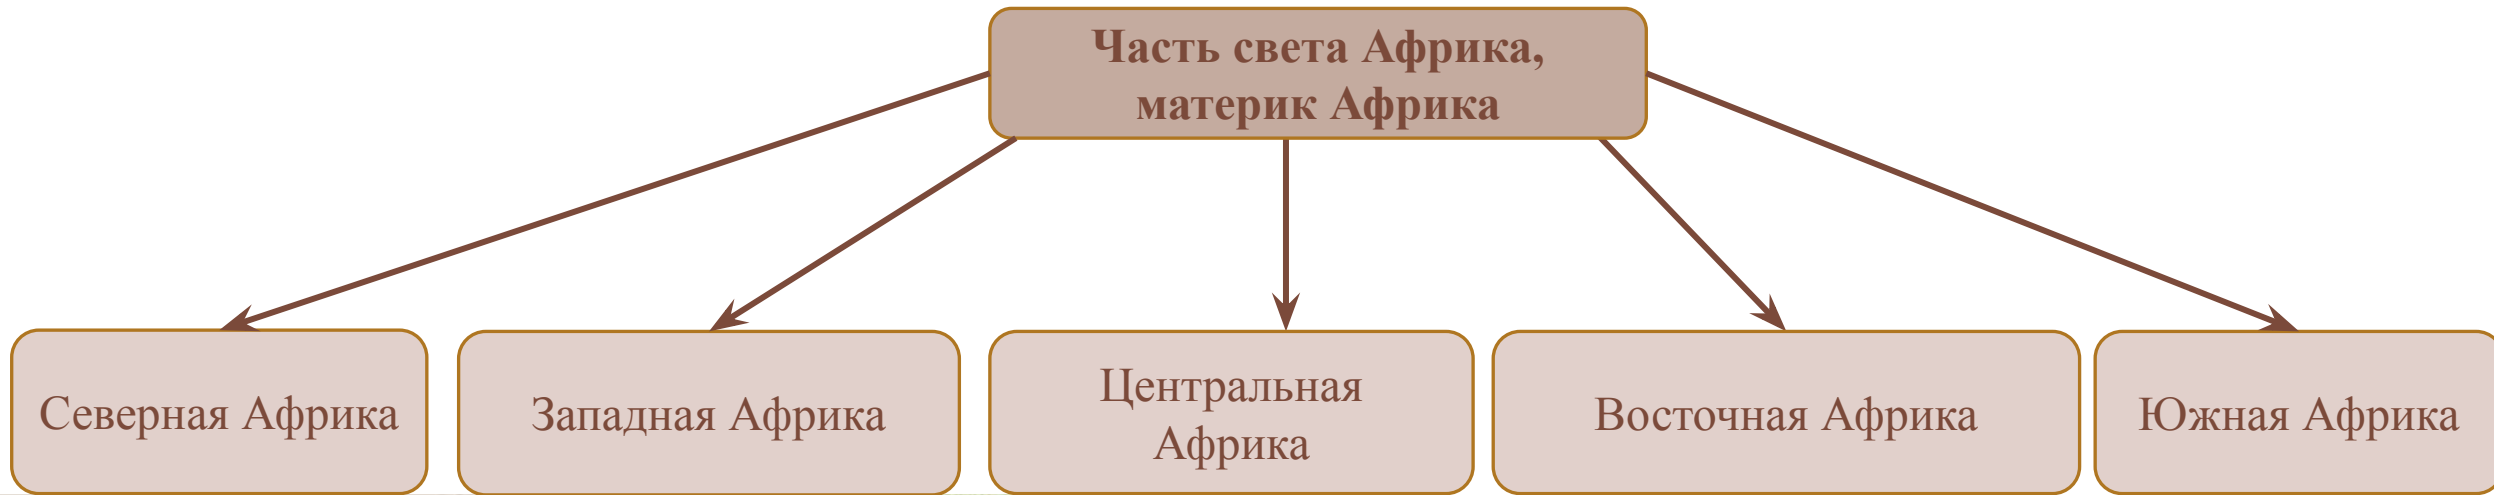 Часть света Африка,
материк Африка
Северная Африка
Западная Африка
Центральная
Африка
Восточная Африка
Южная Африка